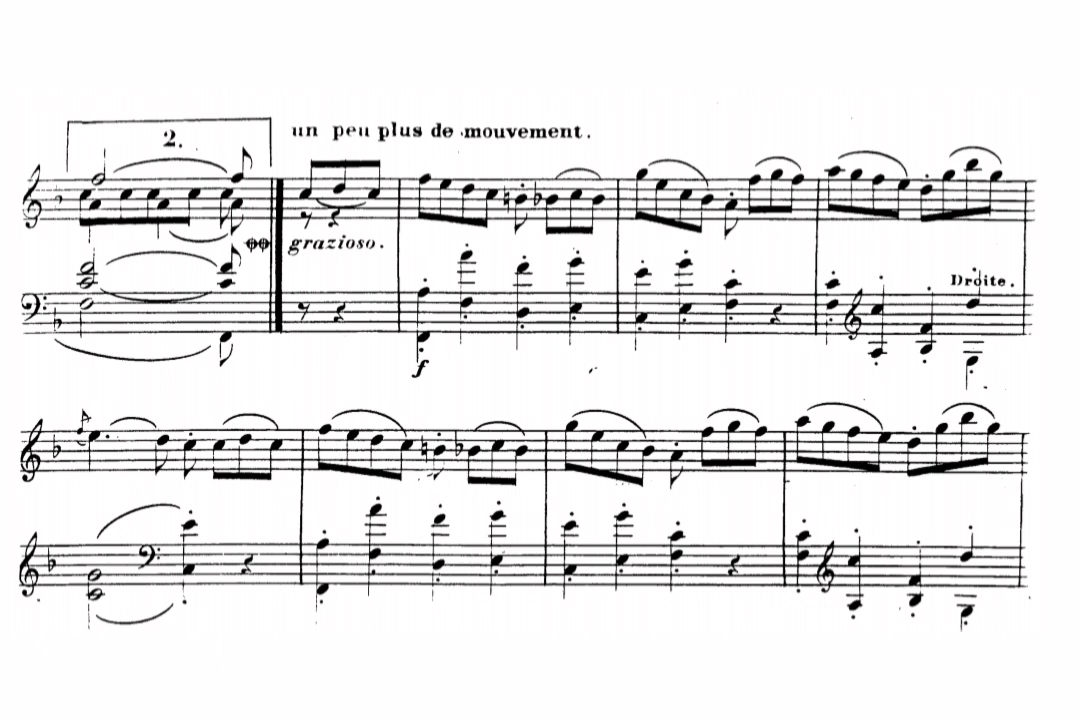 2.
un peu plus de mouvement.
grazioso.
Droite.
f